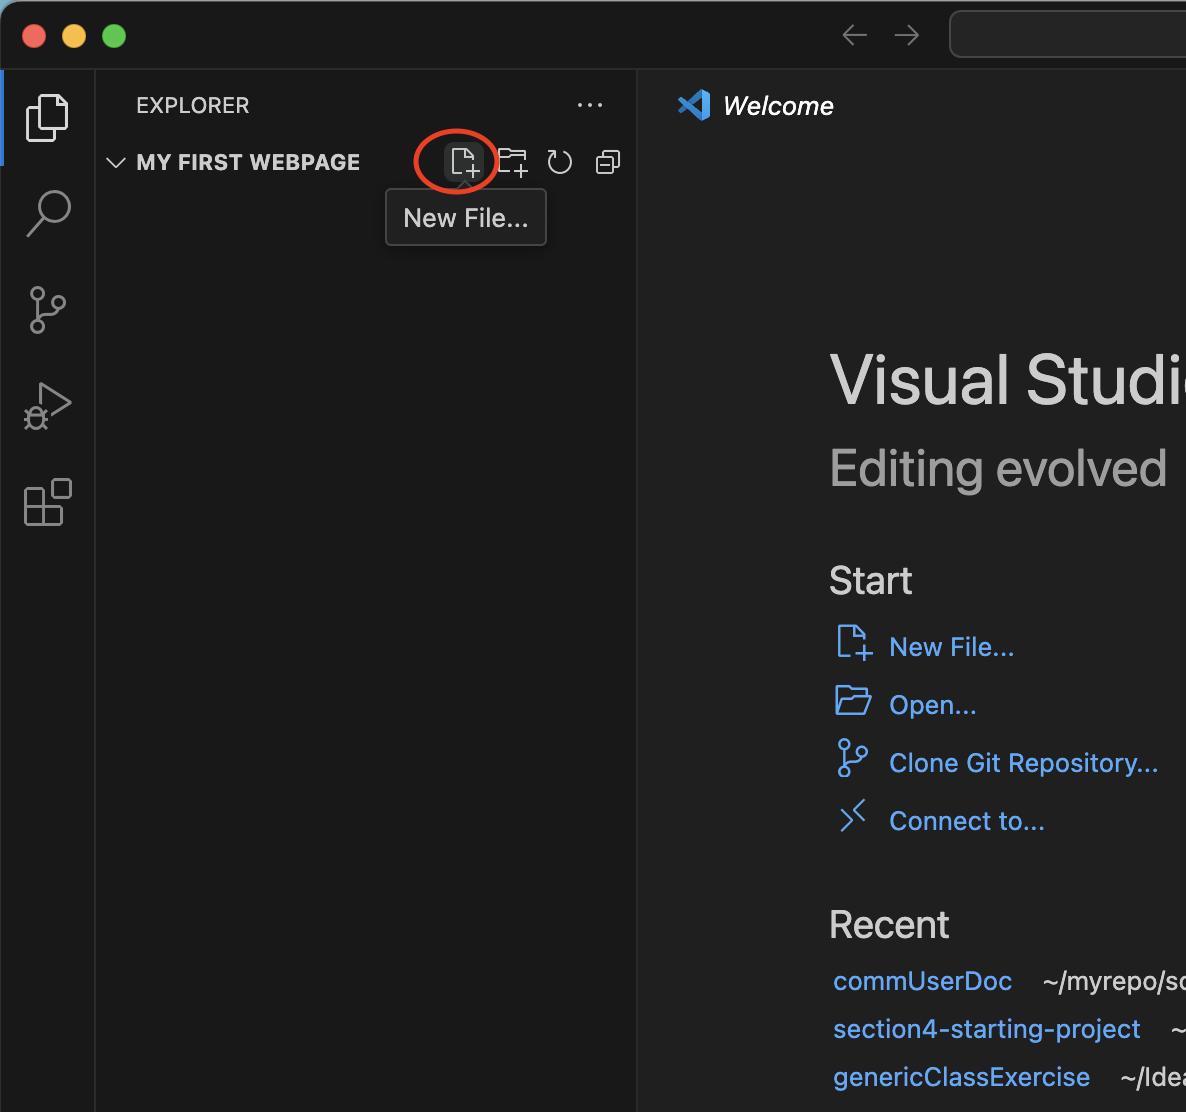 EXPLORER
MY FIRST WEBPAGE
New File...
Welcome
Visual Studi
Editing evolved
Start
New File...
Open...
Clone Git Repository...
Connect to...
Recent
commUserDoc ~/myrepo/sc
section4-starting-project ~
genericClassExercise ~/Idea